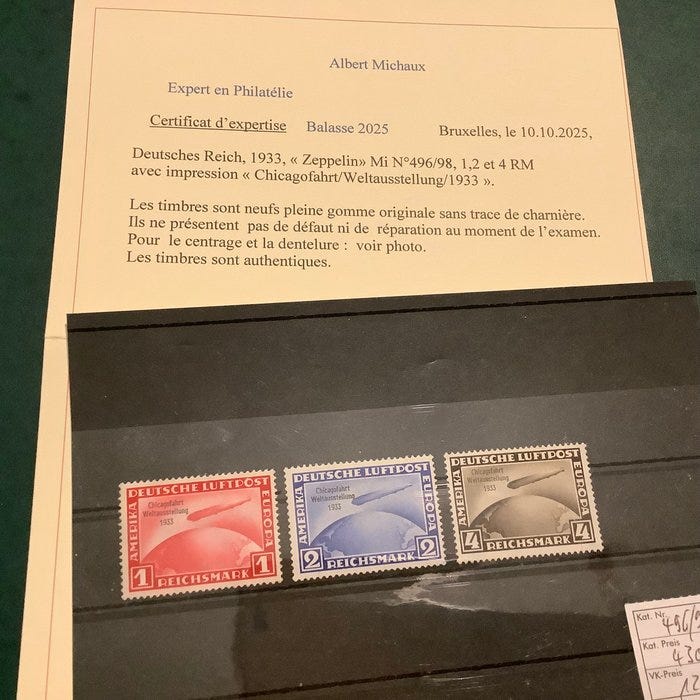 Albert Michaux
Expert en Philatélie
Certificat d'expertise Balasse 2025 Bruxelles, le 10.10.2025,
Deutsches Reich, 1933, « Zeppelin» Mi N°496/98, 1,2 et 4 RM
avec impression « Chicagofahrt/Weltausstellung/1933 ».
Les timbres sont neufs pleine gomme originale sans trace de charnière.
Ils ne présentent pas de défaut ni de réparation au moment de l'examen.
Pour le centrage et la dentelure : voir photo.
Les timbres sont authentiques.
DEUTSCHE LUFTPOST
AMERIKA
EUROPA
Chicagofahrt
Weltausstellung
1933
1 1
REICHSMARK
DEUTSCHE LUFTPOST
AMERIKA
EUROPA
Chicagofahrt
Weltausstellung
1933
2 2
REICHSMARK
DEUTSCHE LUFTPOST
AMERIKA
EUROPA
Chicagofahrt
Weltausstellung
1933
4 4
REICHSMARK
Kat. Nr. 496/9
Kat. Preis 430
VK-Preis